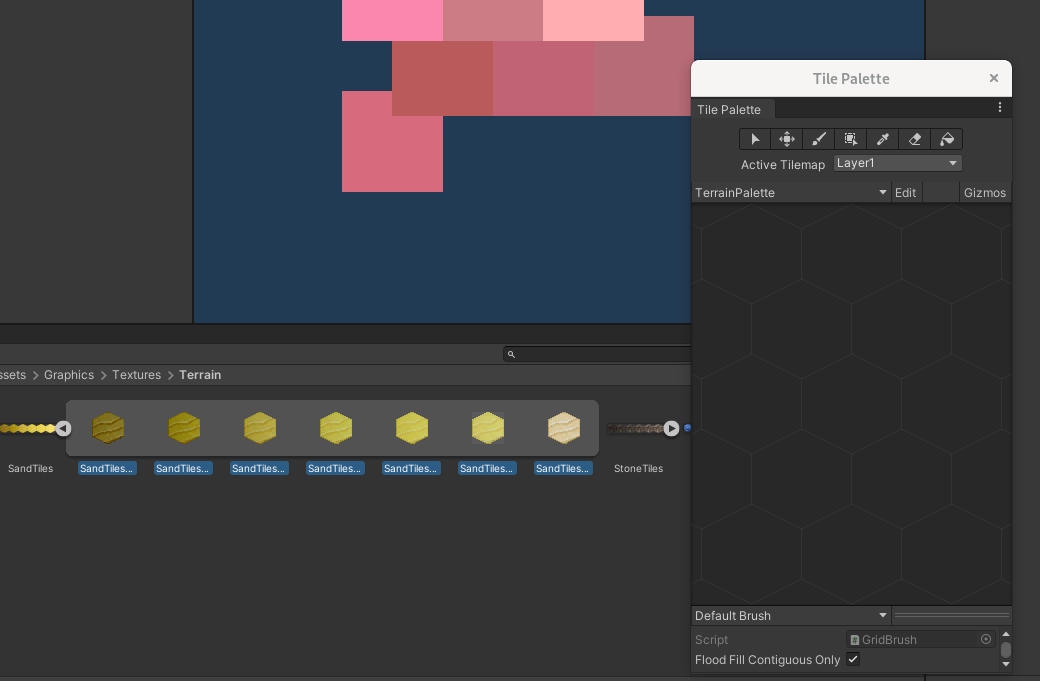 Tile Palette
Tile Palette
Active Tilemap Layer1
TerrainPalette Edit Gizmos
ssets > Graphics > Textures > Terrain
SandTiles SandTiles... SandTiles... SandTiles... SandTiles... SandTiles... SandTiles... SandTiles... StoneTiles
Default Brush
Script GridBrush
Flood Fill Contiguous Only